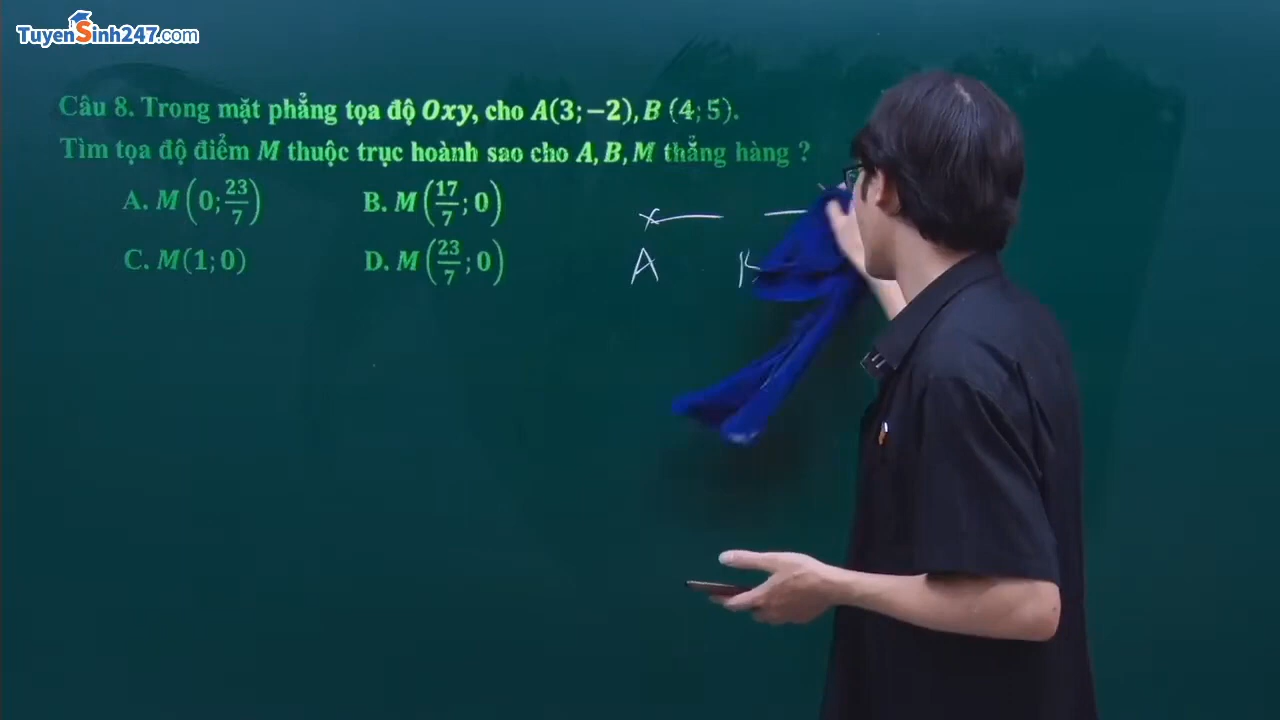 TuyenSinh247.com
Câu 8. Trong mặt phẳng tọa độ Oxy, cho A(3;−2), B (4;5).
Tìm tọa độ điểm M thuộc trục hoành sao cho A, B, M thẳng hàng ?
A. M(0; 23/7) B. M(17/7; 0)
C. M(1; 0) D. M(23/7; 0)
A